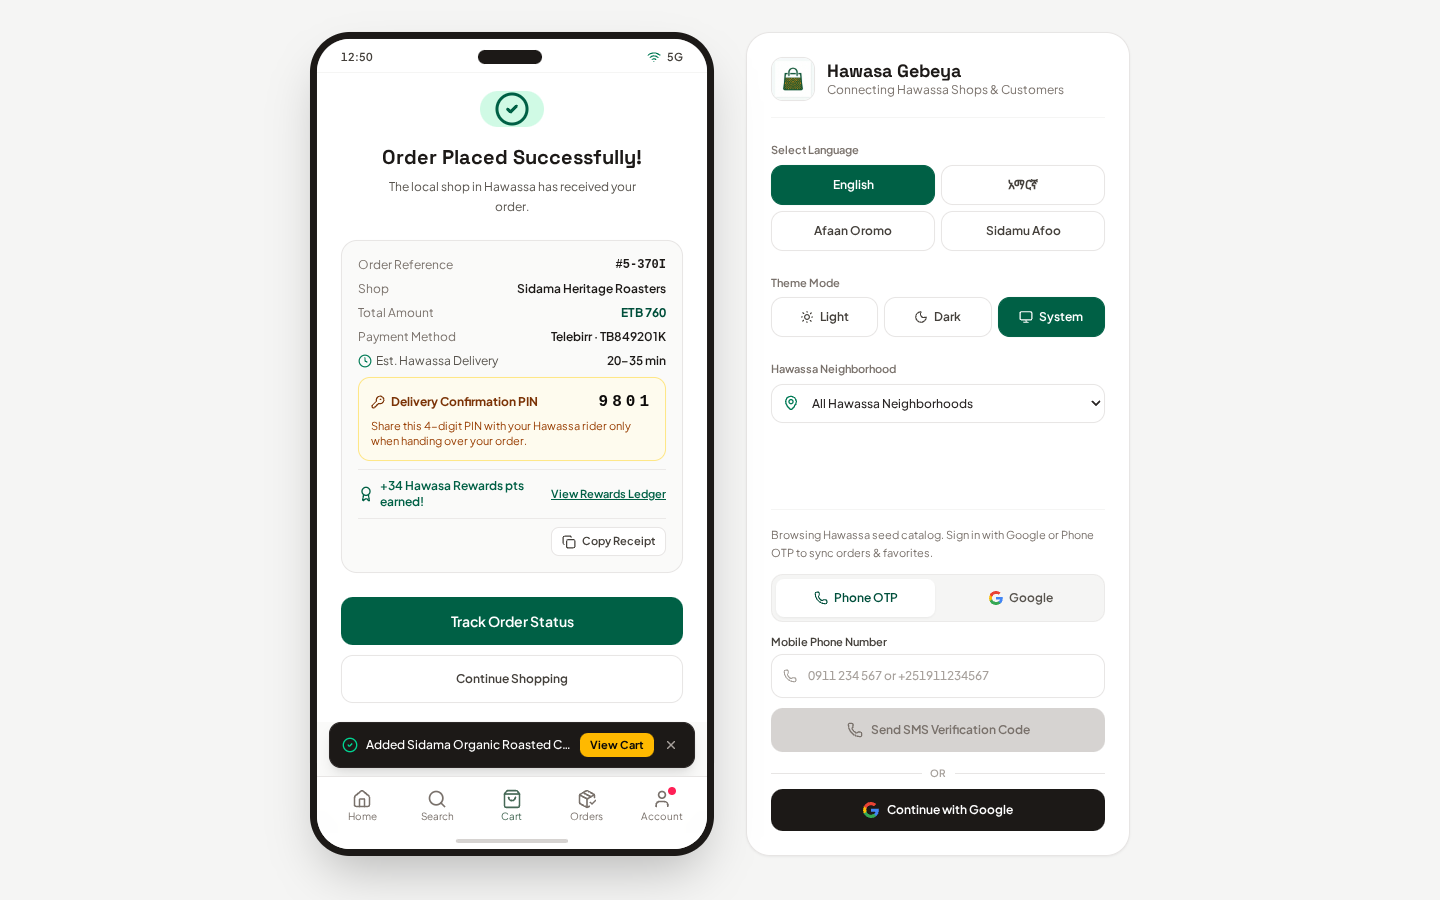 12:50
5G
Order Placed Successfully!
The local shop in Hawassa has received your
order.
Order Reference #5-370I
Shop Sidama Heritage Roasters
Total Amount ETB 760
Payment Method Telebirr · TB849201K
Est. Hawassa Delivery 20–35 min
Delivery Confirmation PIN 9801
Share this 4–digit PIN with your Hawassa rider only
when handing over your order.
+34 Hawasa Rewards pts
earned!
View Rewards Ledger
Copy Receipt
Track Order Status
Continue Shopping
Added Sidama Organic Roasted C... View Cart
Home Search Cart Orders Account
Hawasa Gebeya
Connecting Hawassa Shops & Customers
Select Language
English አማርኛ
Afaan Oromo Sidamu Afoo
Theme Mode
Light Dark System
Hawassa Neighborhood
All Hawassa Neighborhoods
Browsing Hawassa seed catalog. Sign in with Google or Phone
OTP to sync orders & favorites.
Phone OTP Google
Mobile Phone Number
0911 234 567 or +251911234567
Send SMS Verification Code
OR
Continue with Google